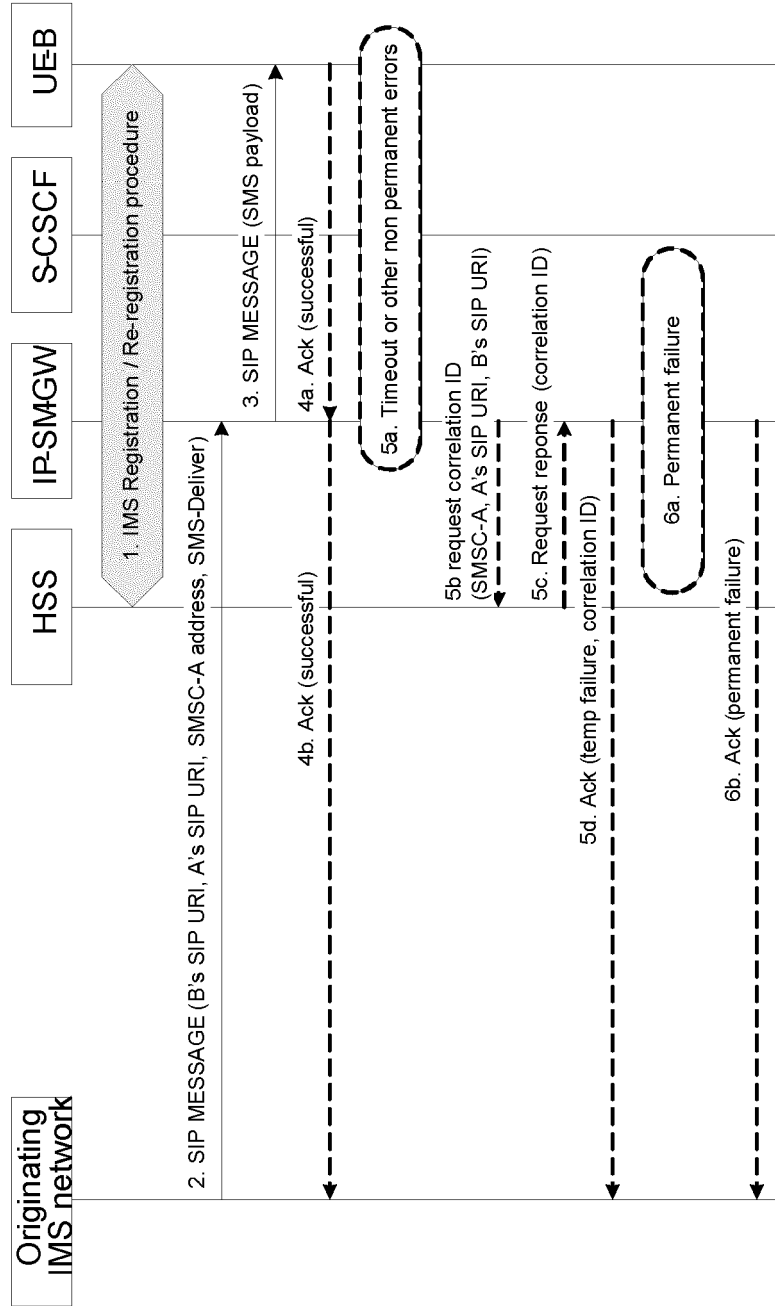 Originating
IMS network
HSS
IP-SM-GW
S-CSCF
UE-B
1. IMS Registration / Re-registration procedure
2. SIP MESSAGE (B's SIP URI, A's SIP URI, SMSC-A address, SMS-Deliver)
3. SIP MESSAGE (SMS payload)
4a. Ack (successful)
4b. Ack (successful)
5a. Timeout or other non permanent errors
5b request correlation ID
(SMSC-A, A's SIP URI, B's SIP URI)
5c. Request reponse (correlation ID)
5d. Ack (temp failure, correlation ID)
6a. Permanent failure
6b. Ack (permanent failure)